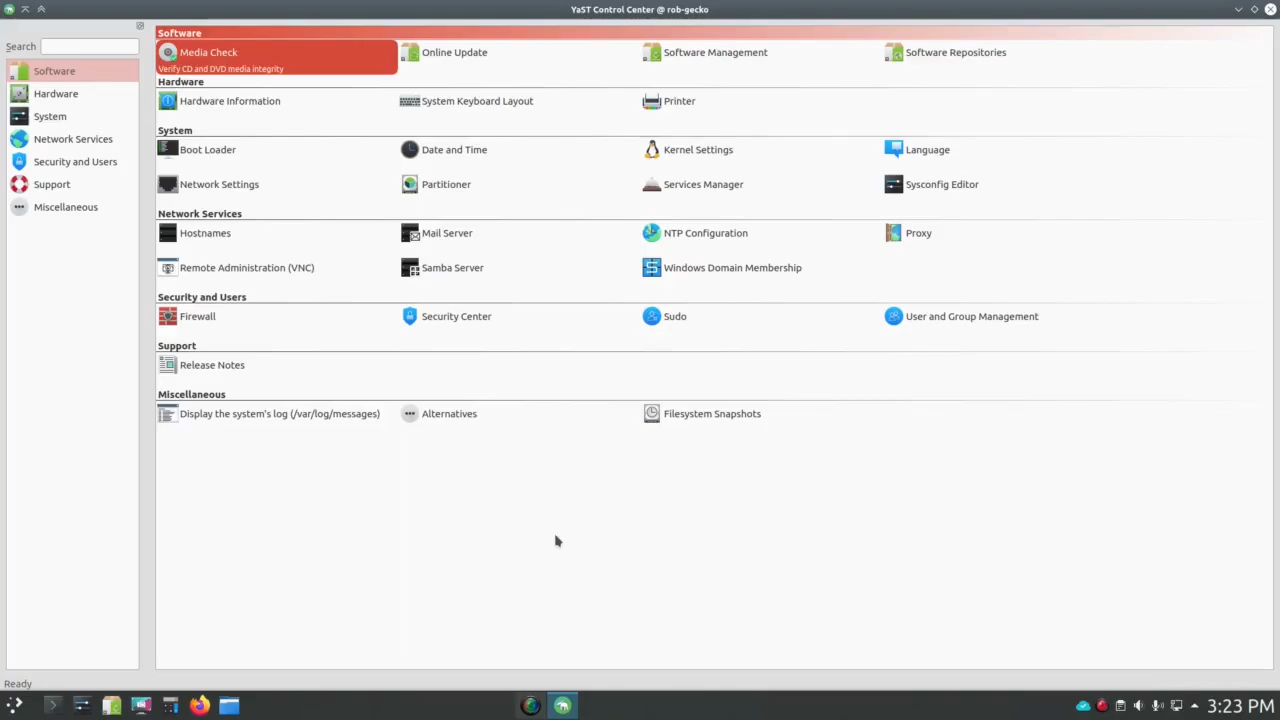 YaST Control Center @ rob-gecko
Search
Software
Hardware
System
Network Services
Security and Users
Support
Miscellaneous
Software
Media Check
Verify CD and DVD media integrity
Online Update
Software Management
Software Repositories
Hardware
Hardware Information
System Keyboard Layout
Printer
System
Boot Loader
Date and Time
Kernel Settings
Language
Network Settings
Partitioner
Services Manager
Sysconfig Editor
Network Services
Hostnames
Mail Server
NTP Configuration
Proxy
Remote Administration (VNC)
Samba Server
Windows Domain Membership
Security and Users
Firewall
Security Center
Sudo
User and Group Management
Support
Release Notes
Miscellaneous
Display the system's log (/var/log/messages)
Alternatives
Filesystem Snapshots
Ready
3:23 PM